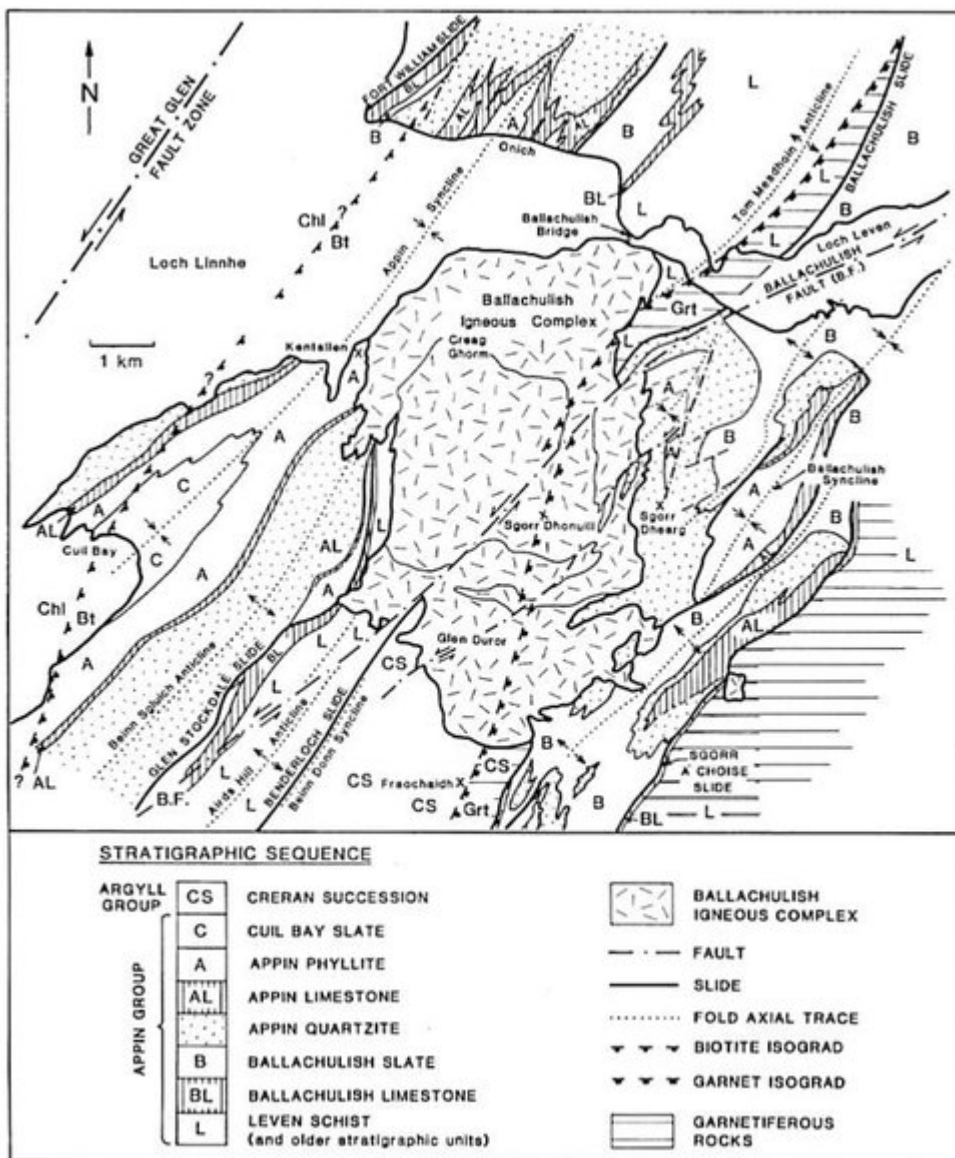 N
GREAT GLEN
FAULT ZONE
FORT WILLIAM SLIDE
BL
AL
A
AL
B
B
Onich
L
Tom Meadhoin Anticline
BALLACHULISH SLIDE
B
L
BL
L
B
Chl
?
Bt
Appin Syncline
Ballachulish
Bridge
L
Loch Leven
BALLACHULISH
FAULT (B.F.)
Loch Linnhe
Ballachulish
Igneous Complex
L
Grt
Creag
Ghorm
1 km
Kentallen
X
A
L
B
?
A
A
C
A
B
Ballachulish
Syncline
AL
A
Cuil Bay
C
AL
L
A
Sgorr Dhonuill
X
X
Sgorr
Dhearg
A
A
B
L
Chl
Bt
A
A
B
Glen Duror
CS
AL
Beinn Sgluich Anticline
GLEN STOCKDALE SLIDE
BL
L
L
L
Anticline
Airds Hill
BENDERLOCH SLIDE
Beinn Donn Syncline
A
? AL
B.F.
L
L
CS
CS
Fraochaidh X
CS
Grt
B
B
SGORR
A' CHOISE
SLIDE
L
BL
STRATIGRAPHIC SEQUENCE
ARGYLL
GROUP
CS CRERAN SUCCESSION
APPIN GROUP
C CUIL BAY SLATE
A APPIN PHYLLITE
AL APPIN LIMESTONE
APPIN QUARTZITE
B BALLACHULISH SLATE
BL BALLACHULISH LIMESTONE
L LEVEN SCHIST
(and older stratigraphic units)
BALLACHULISH
IGNEOUS COMPLEX
FAULT
SLIDE
FOLD AXIAL TRACE
BIOTITE ISOGRAD
GARNET ISOGRAD
GARNETIFEROUS
ROCKS